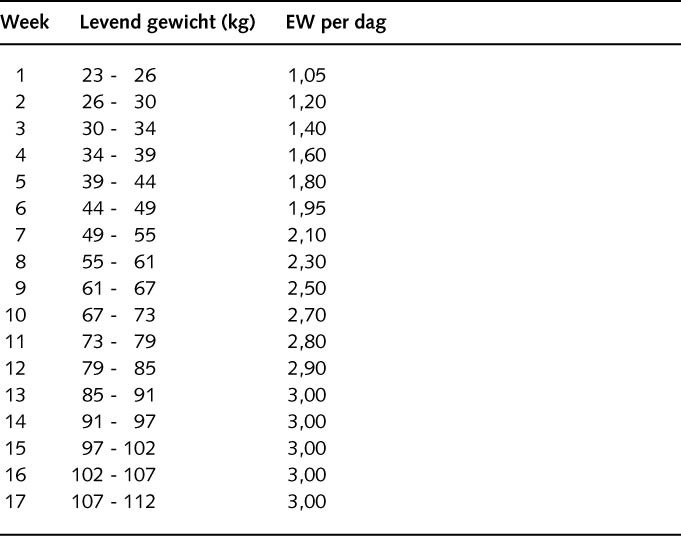 Week Levend gewicht (kg) EW per dag
1 23 - 26 1,05
2 26 - 30 1,20
3 30 - 34 1,40
4 34 - 39 1,60
5 39 - 44 1,80
6 44 - 49 1,95
7 49 - 55 2,10
8 55 - 61 2,30
9 61 - 67 2,50
10 67 - 73 2,70
11 73 - 79 2,80
12 79 - 85 2,90
13 85 - 91 3,00
14 91 - 97 3,00
15 97 - 102 3,00
16 102 - 107 3,00
17 107 - 112 3,00